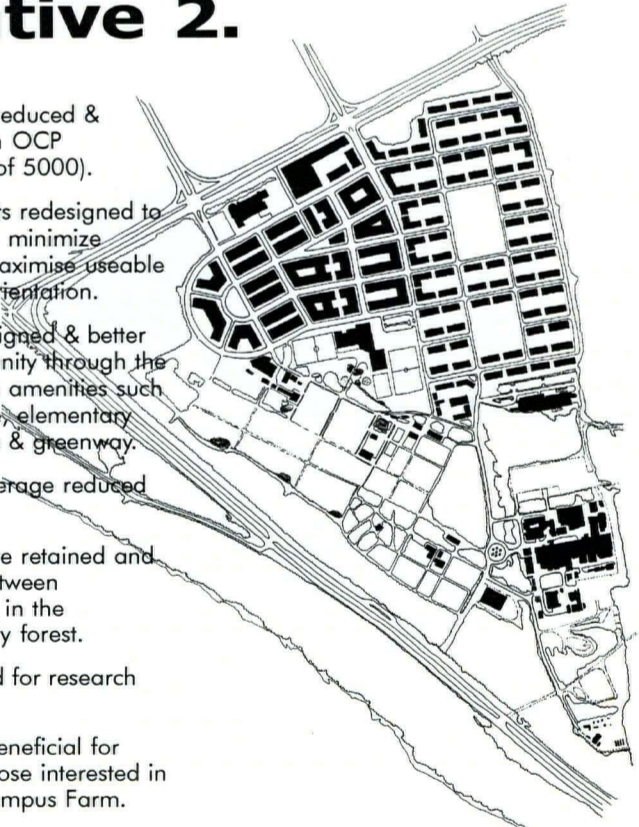 tive 2.
educed &
OCP
of 5000).
s redesigned to
minimize
aximise useable
ientation.
igned & better
nity through the
amenities such
, elementary
& greenway.
erage reduced
e retained and
tween
in the
y forest.
d for research
eneficial for
ose interested in
mpus Farm.